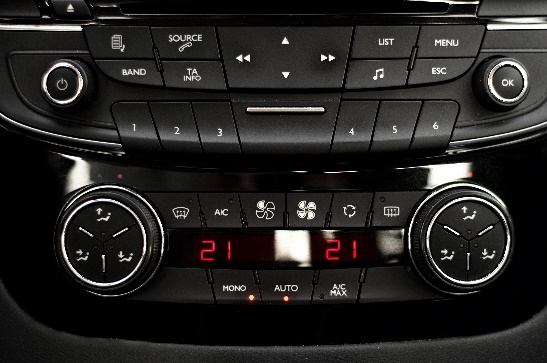 SOURCE
LIST
MENU
BAND
TA
INFO
ESC
OK
1
2
3
4
5
6
A/C
21
21
MONO
AUTO
A/C
MAX